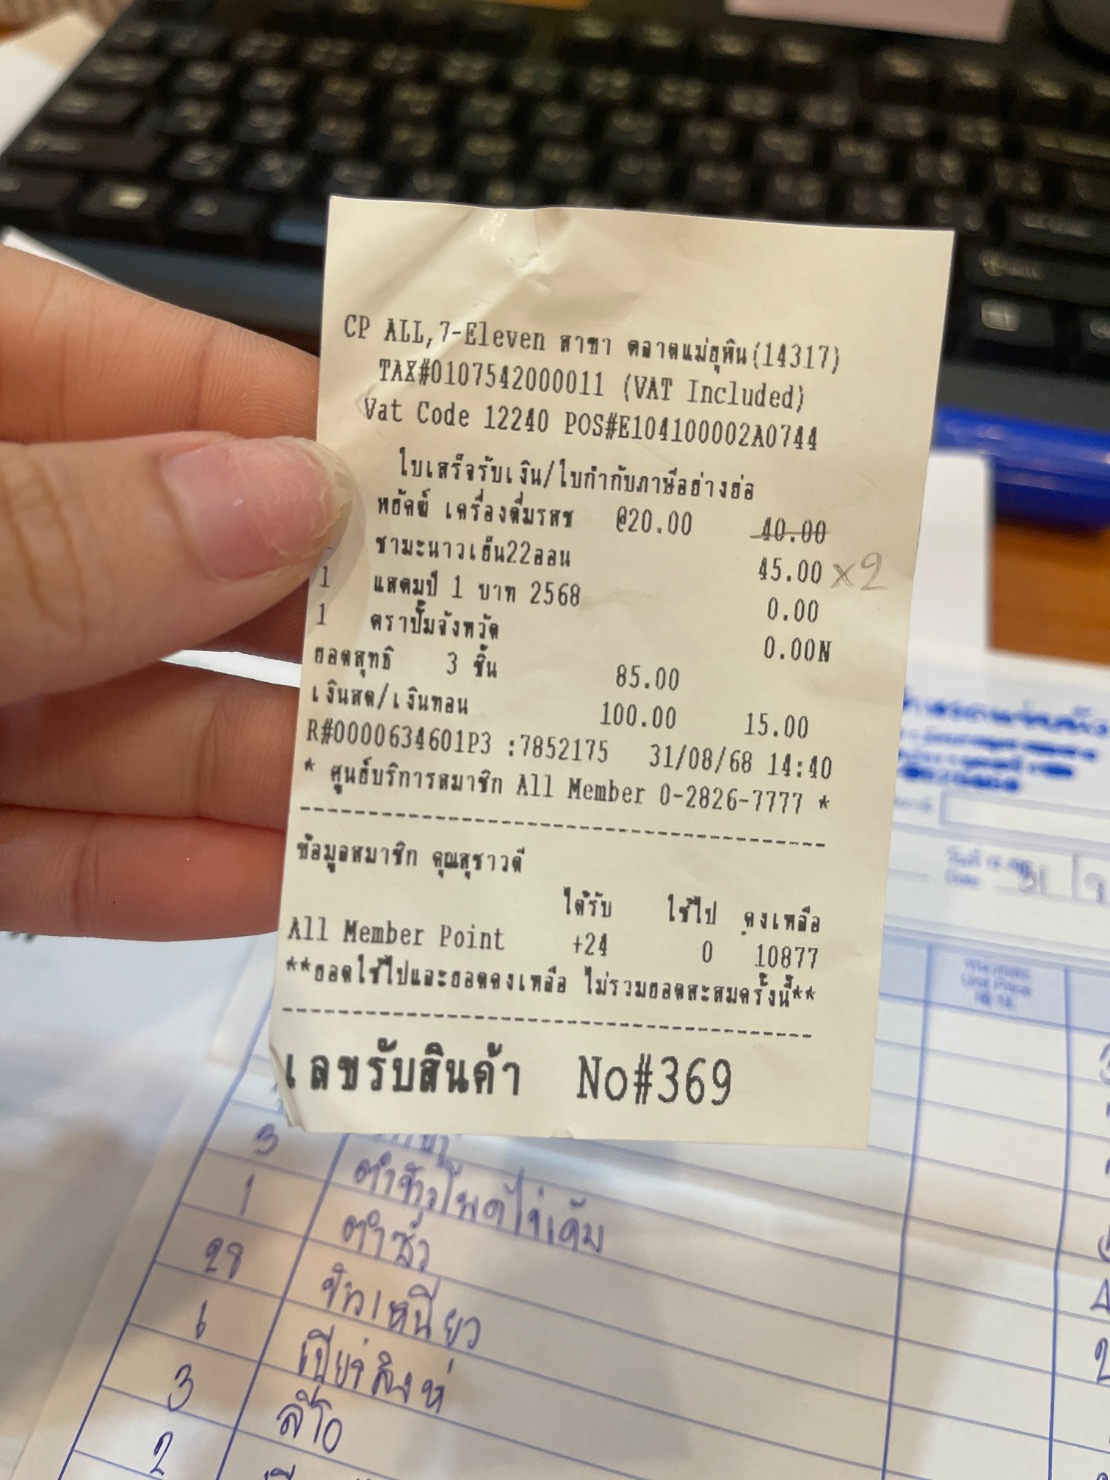 CP ALL,7-Eleven สาขา ตลาดแม่ฮุพิน(14317)
TAX#0107542000011 (VAT Included)
Vat Code 12240 POS#E104100002A0744
ใบเสร็จรับเงิน/ใบกำกับภาษีอย่างย่อ
พยัคฆ์ เครื่องดื่มรสซ @20.00 40.00
ชามะนาวเย็น22ออน 45.00 x2
1 แสตมป์ 1 บาท 2568 0.00
1 ตราปั๊มจังหวัด 0.00N
ยอดสุทธิ 3 ชิ้น 85.00
เงินสด/เงินทอน 100.00 15.00
R#0000634601P3 :7852175 31/08/68 14:40
* ศูนย์บริการสมาชิก All Member 0-2826-7777 *
ข้อมูลสมาชิก คุณสุชาวดี
ได้รับ ใช้ไป คงเหลือ
All Member Point +24 0 10877
**ยอดใช้ไปและยอดคงเหลือ ไม่รวมยอดสะสมครั้งนี้**
เลขรับสินค้า No#369
31
3 ตำข้าวโพดไข่เค็ม
1 ตำซั่ว
28 ข้าวเหนียว
6 เบียร์สิงห์
3 ลีโอ
2